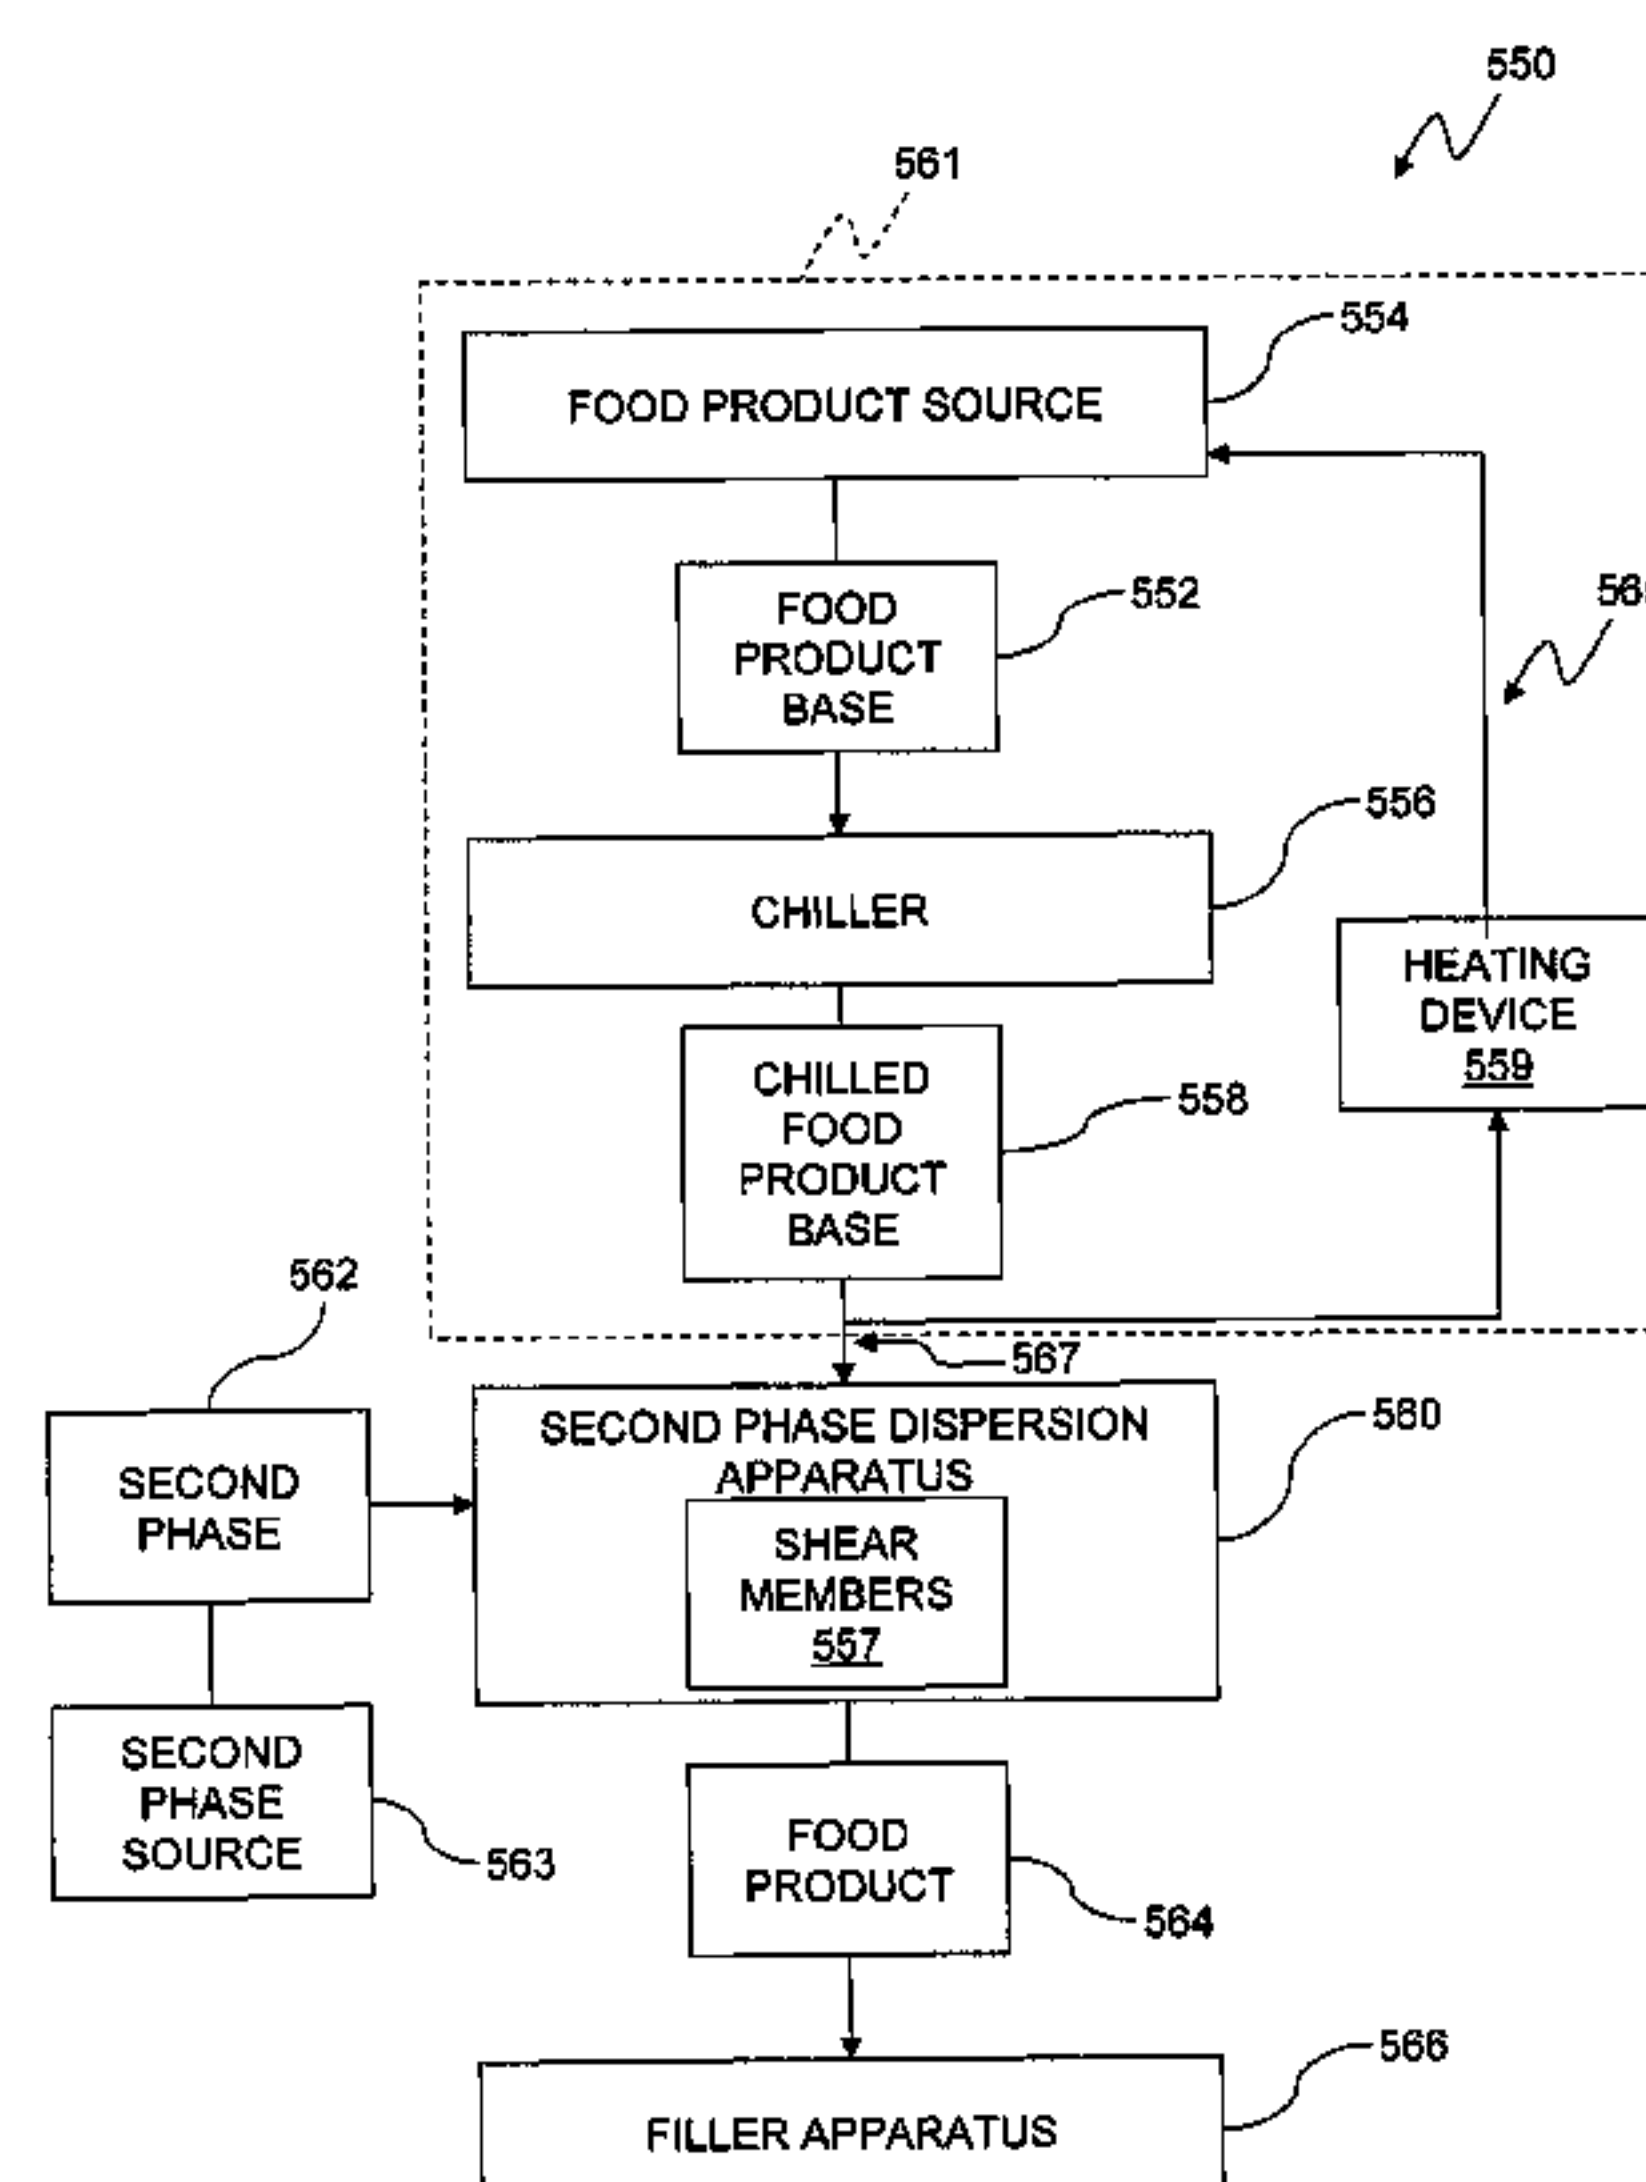 550
561
554
FOOD PRODUCT SOURCE
552
FOOD
PRODUCT
BASE
556
CHILLER
HEATING
DEVICE
559
CHILLED
FOOD
PRODUCT
BASE
558
562
567
560
SECOND PHASE DISPERSION
APPARATUS
SECOND
PHASE
SHEAR
MEMBERS
557
SECOND
PHASE
SOURCE
563
FOOD
PRODUCT
564
566
FILLER APPARATUS